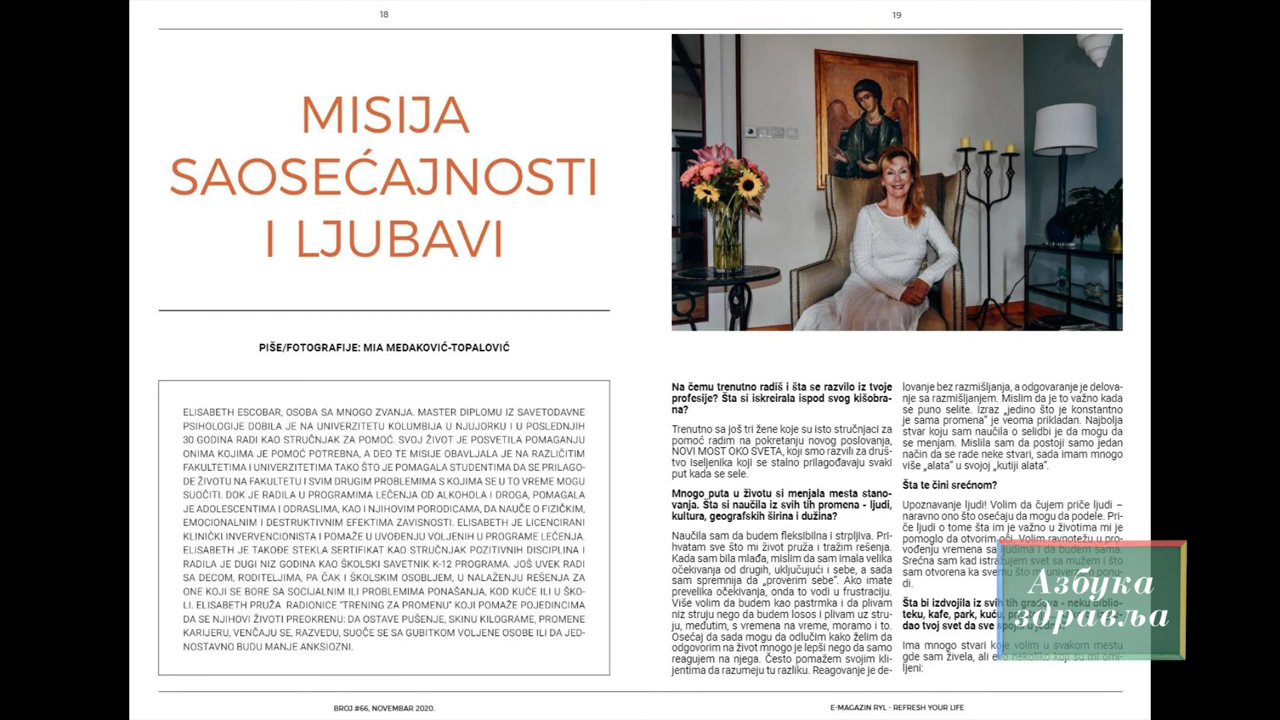 18
19
MISIJA
SAOSEĆAJNOSTI
I LJUBAVI
PIŠE/FOTOGRAFIJE: MIA MEDAKOVIĆ-TOPALOVIĆ
ELISABETH ESCOBAR, OSOBA SA MNOGO ZVANJA. MASTER DIPLOMU IZ SAVETODAVNE
PSIHOLOGIJE DOBILA JE NA UNIVERZITETU KOLUMBIJA U NJUJORKU I U POSLEDNJIH
30 GODINA RADI KAO STRUČNJAK ZA POMOĆ. SVOJ ŽIVOT JE POSVETILA POMAGANJU
ONIMA KOJIMA JE POMOĆ POTREBNA, A DEO TE MISIJE OBAVLJALA JE NA RAZLIČITIM
FAKULTETIMA I UNIVERZITETIMA TAKO ŠTO JE POMAGALA STUDENTIMA DA SE PRILAGO-
DE ŽIVOTU NA FAKULTETU I SVIM DRUGIM PROBLEMIMA S KOJIMA SE U TO VREME MOGU
SUOČITI. DOK JE RADILA U PROGRAMIMA LEČENJA OD ALKOHOLA I DROGA, POMAGALA
JE ADOLESCENTIMA I ODRASLIMA, KAO I NJIHOVIM PORODICAMA, DA NAUČE O FIZIČKIM,
EMOCIONALNIM I DESTRUKTIVNIM EFEKTIMA ZAVISNOSTI. ELISABETH JE LICENCIRANI
KLINIČKI INVERVENCIONISTA I POMAŽE U UVOĐENJU VOLJENIH U PROGRAME LEČENJA.
ELISABETH JE TAKOĐE STEKLA SERTIFIKAT KAO STRUČNJAK POZITIVNIH DISCIPLINA I
RADILA JE DUGI NIZ GODINA KAO ŠKOLSKI SAVETNIK K-12 PROGRAMA. JOŠ UVEK RADI
SA DECOM, RODITELJIMA, PA ČAK I ŠKOLSKIM OSOBLJEM, U NALAŽENJU REŠENJA ZA
ONE KOJI SE BORE SA SOCIJALNIM ILI PROBLEMIMA PONAŠANJA, KOD KUĆE ILI U ŠKO-
LI. ELISABETH PRUŽA RADIONICE "TRENING ZA PROMENU" KOJI POMAŽE POJEDINCIMA
DA SE NJIHOVI ŽIVOTI PREOKRENU: DA OSTAVE PUŠENJE, SKINU KILOGRAME, PROMENE
KARIJERU, VENČAJU SE, RAZVEDU, SUOČE SE SA GUBITKOM VOLJENE OSOBE ILI DA JED-
NOSTAVNO BUDU MANJE ANKSIOZNI.
Na čemu trenutno radiš i šta se razvilo iz tvoje
profesije? Šta si iskreirala ispod svog kišobra-
na?
Trenutno sa još tri žene koje su isto stručnjaci za
pomoć radim na pokretanju novog poslovanja,
NOVI MOST OKO SVETA, koji smo razvili za druš-
tvo iseljenika koji se stalno prilagođavaju svaki
put kada se sele.
Mnogo puta u životu si menjala mesta stano-
vanja. Šta si naučila iz svih tih promena - ljudi,
kultura, geografskih širina i dužina?
Naučila sam da budem fleksibilna i strpljiva. Pri-
hvatam sve što mi život pruža i tražim rešenja.
Kada sam bila mlađa, mislim da sam imala velika
očekivanja od drugih, uključujući i sebe, a sada
sam spremnija da „proverim sebe". Ako imate
prevelika očekivanja, onda to vodi u frustraciju.
Više volim da budem kao pastrmka i da plivam
niz struju nego da budem losos i plivam uz stru-
ju, međutim, s vremena na vreme, moramo i to.
Osećaj da sada mogu da odlučim kako želim da
odgovorim na život mnogo je lepši nego da samo
reagujem na njega. Često pomažem svojim kli-
jentima da razumeju tu razliku. Reagovanje je de-
lovanje bez razmišljanja, a odgovaranje je delova-
nje sa razmišljanjem. Mislim da je to važno kada
se puno selite. Izraz „jedino što je konstantno
je sama promena" je veoma prikladan. Najbolja
stvar koju sam naučila o selidbi je da mogu da
se menjam. Mislila sam da postoji samo jedan
način da se rade neke stvari, sada imam mnogo
više „alata" u svojoj „kutiji alata".
Šta te čini srećnom?
Upoznavanje ljudi! Volim da čujem priče ljudi –
naravno ono što osećaju da mogu da podele. Pri-
če ljudi o tome šta im je važno u životima mi je
pomoglo da otvorim oči. Volim ravnotežu u pro-
vođenju vremena sa ljudima i da budem sama.
Srećna sam kad istražujem svet sa mužem i što
sam otvorena ka svemu što mi univerzum ponu-
di.
Šta bi izdvojila iz svih tih gradova - neku biblio-
teku, kafe, park, kuću,
dao tvoj svet da sve
Ima mnogo stvari koje volim u svakom mestu
gde sam živela, ali evo nekoliko koji su mi omi-
ljeni:
Азбука
здравља
BROJ #66, NOVEMBAR 2020.
E-MAGAZIN RYL - REFRESH YOUR LIFE